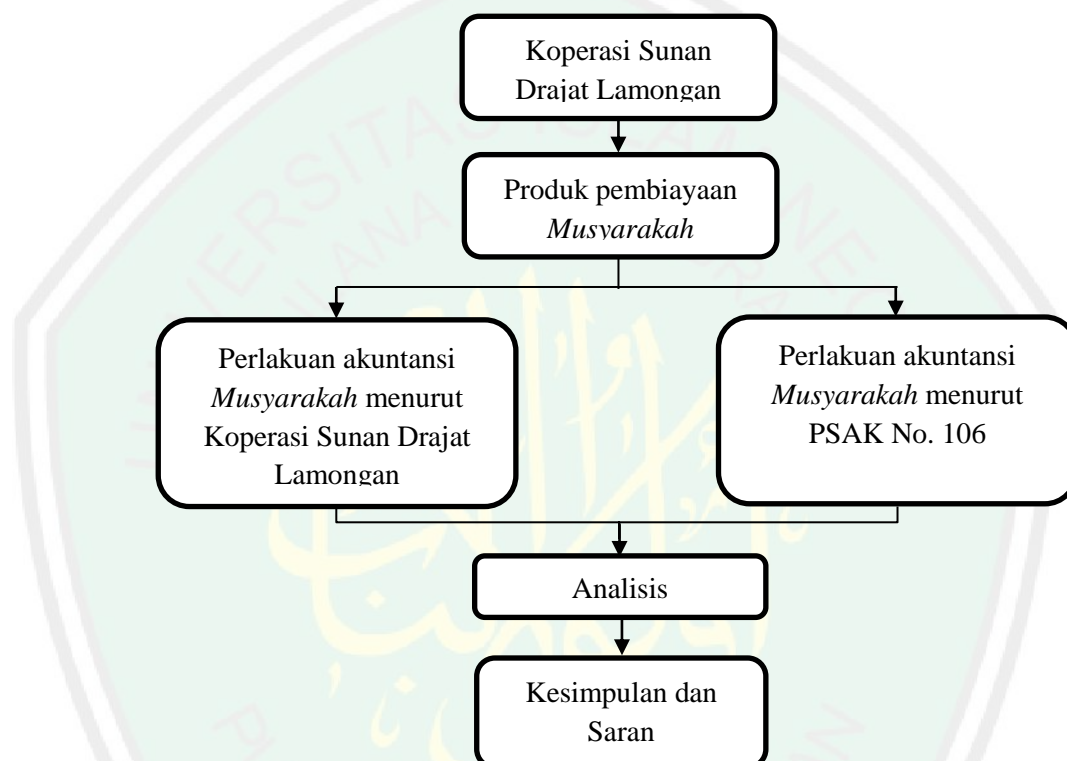 Koperasi Sunan
Drajat Lamongan
Produk pembiayaan
Musyarakah
Perlakuan akuntansi
Musyarakah menurut
Koperasi Sunan Drajat
Lamongan
Perlakuan akuntansi
Musyarakah menurut
PSAK No. 106
Analisis
Kesimpulan dan
Saran